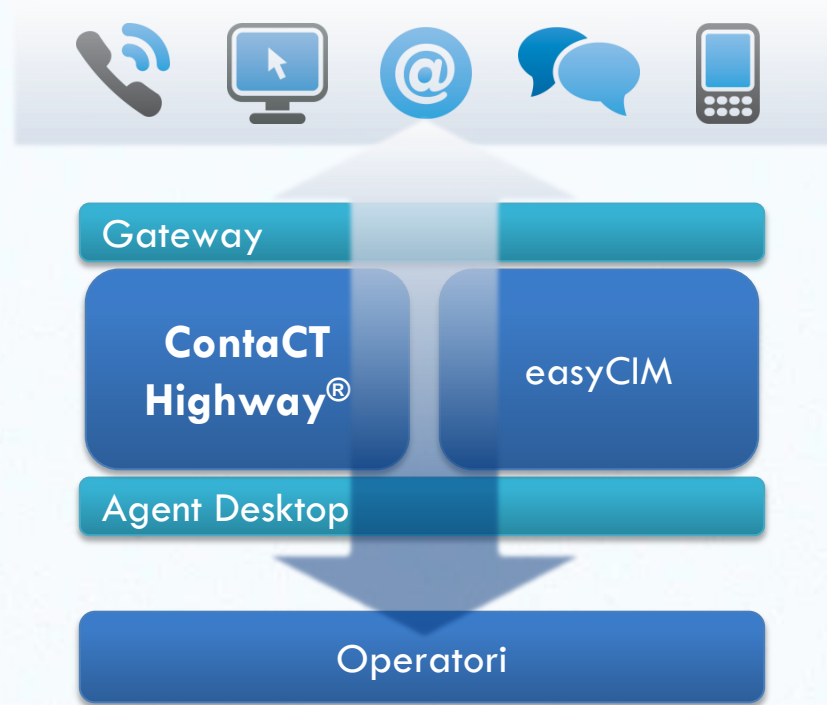 @
Gateway
ContaCT
Highway®
easyCIM
Agent Desktop
Operatori